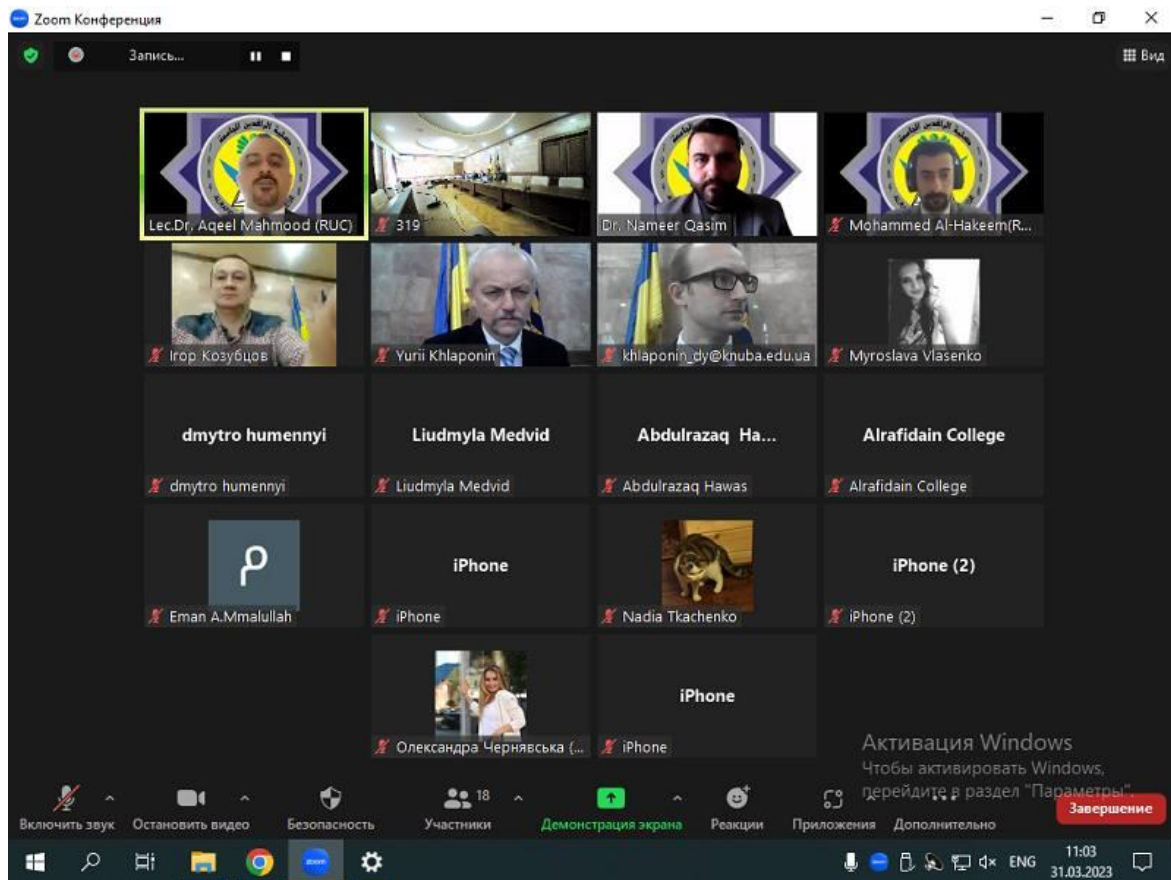 zoom Zoom Конференция
Запись...
Вид
Lec.Dr. Aqeel Mahmood (RUC)
319
Dr. Nameer Qasim
Mohammed Al-Hakeem(R...
Ігор Козубцов
Yurii Khlaponin
khlaponin_dy@knuba.edu.ua
Myroslava Vlasenko
dmytro humennyi
Liudmyla Medvid
Abdulrazaq Ha...
Alrafidain College
dmytro humennyi
Liudmyla Medvid
Abdulrazaq Hawas
Alrafidain College
م
iPhone
iPhone (2)
Eman A.Mmalullah
iPhone
Nadia Tkachenko
iPhone (2)
iPhone
Олександра Чернявська (...
iPhone
Активация Windows
Чтобы активировать Windows,
перейдите в раздел "Параметры".
18
Включить звук
Остановить видео
Безопасность
Участники
Демонстрация экрана
Реакции
Приложения
Дополнительно
Завершение
zoom
ENG
11:03
31.03.2023